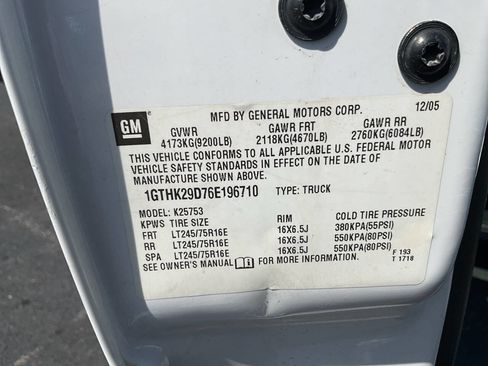 MFD BY GENERAL MOTORS CORP. 12/05
GM
GVWR GAWR FRT GAWR RR
4173KG(9200LB) 2118KG(4670LB) 2760KG(6084LB)
THIS VEHICLE CONFORMS TO ALL APPLICABLE U.S. FEDERAL MOTOR
VEHICLE SAFETY STANDARDS IN EFFECT ON THE DATE OF
MANUFACTURE SHOWN ABOVE.
1GTHK29D76E196710 TYPE: TRUCK
MODEL: K25753
KPWS TIRE SIZE RIM COLD TIRE PRESSURE
FRT LT245/75R16E 16X6.5J 380KPA(55PSI)
RR LT245/75R16E 16X6.5J 550KPA(80PSI)
SPA LT245/75R16E 16X6.5J 550KPA(80PSI)
SEE OWNER'S MANUAL FOR MORE INFORMATION.
F 193
T 1718